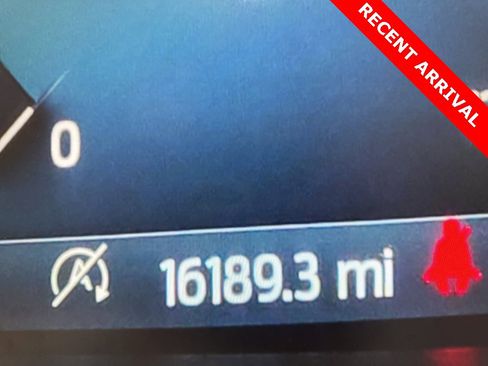 RECENT ARRIVAL
0
16189.3 mi